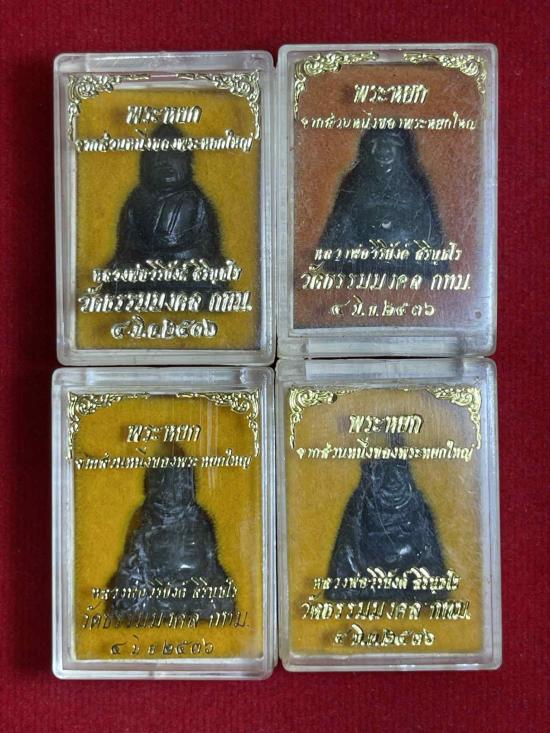 พระหยก
จากส่วนหนึ่งของพระหยกใหญ่
หลวงพ่อวิริยังค์ สิรินฺธโร
วัดธรรมมงคล กทม.
๔ มิ.ย. ๒๕๓๖
พระหยก
จากส่วนหนึ่งของพระหยกใหญ่
หลวงพ่อวิริยังค์ สิรินฺธโร
วัดธรรมมงคล กทม.
๔ มิ.ย. ๒๕๓๖
พระหยก
จากส่วนหนึ่งของพระหยกใหญ่
หลวงพ่อวิริยังค์ สิรินฺธโร
วัดธรรมมงคล กทม.
๔ มิ.ย. ๒๕๓๖
พระหยก
จากส่วนหนึ่งของพระหยกใหญ่
หลวงพ่อวิริยังค์ สิรินฺธโร
วัดธรรมมงคล กทม.
๔ มิ.ย. ๒๕๓๖